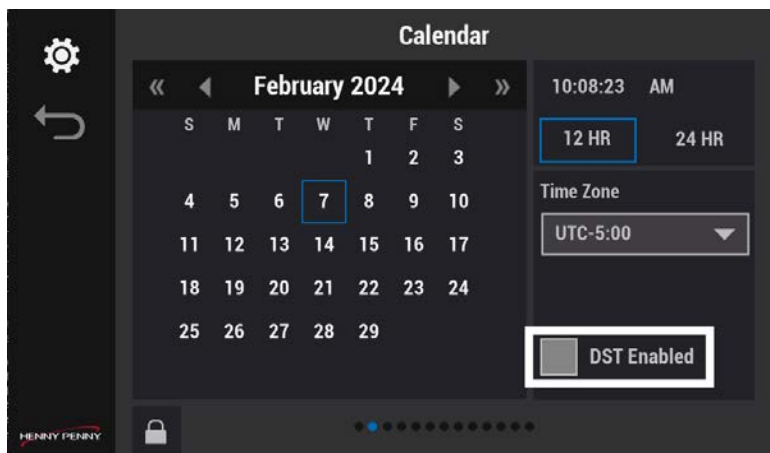 Calendar
« February 2024 »
S M T W T F S
1 2 3
4 5 6 7 8 9 10
11 12 13 14 15 16 17
18 19 20 21 22 23 24
25 26 27 28 29
10:08:23 AM
12 HR 24 HR
Time Zone
UTC-5:00
DST Enabled
HENNY PENNY